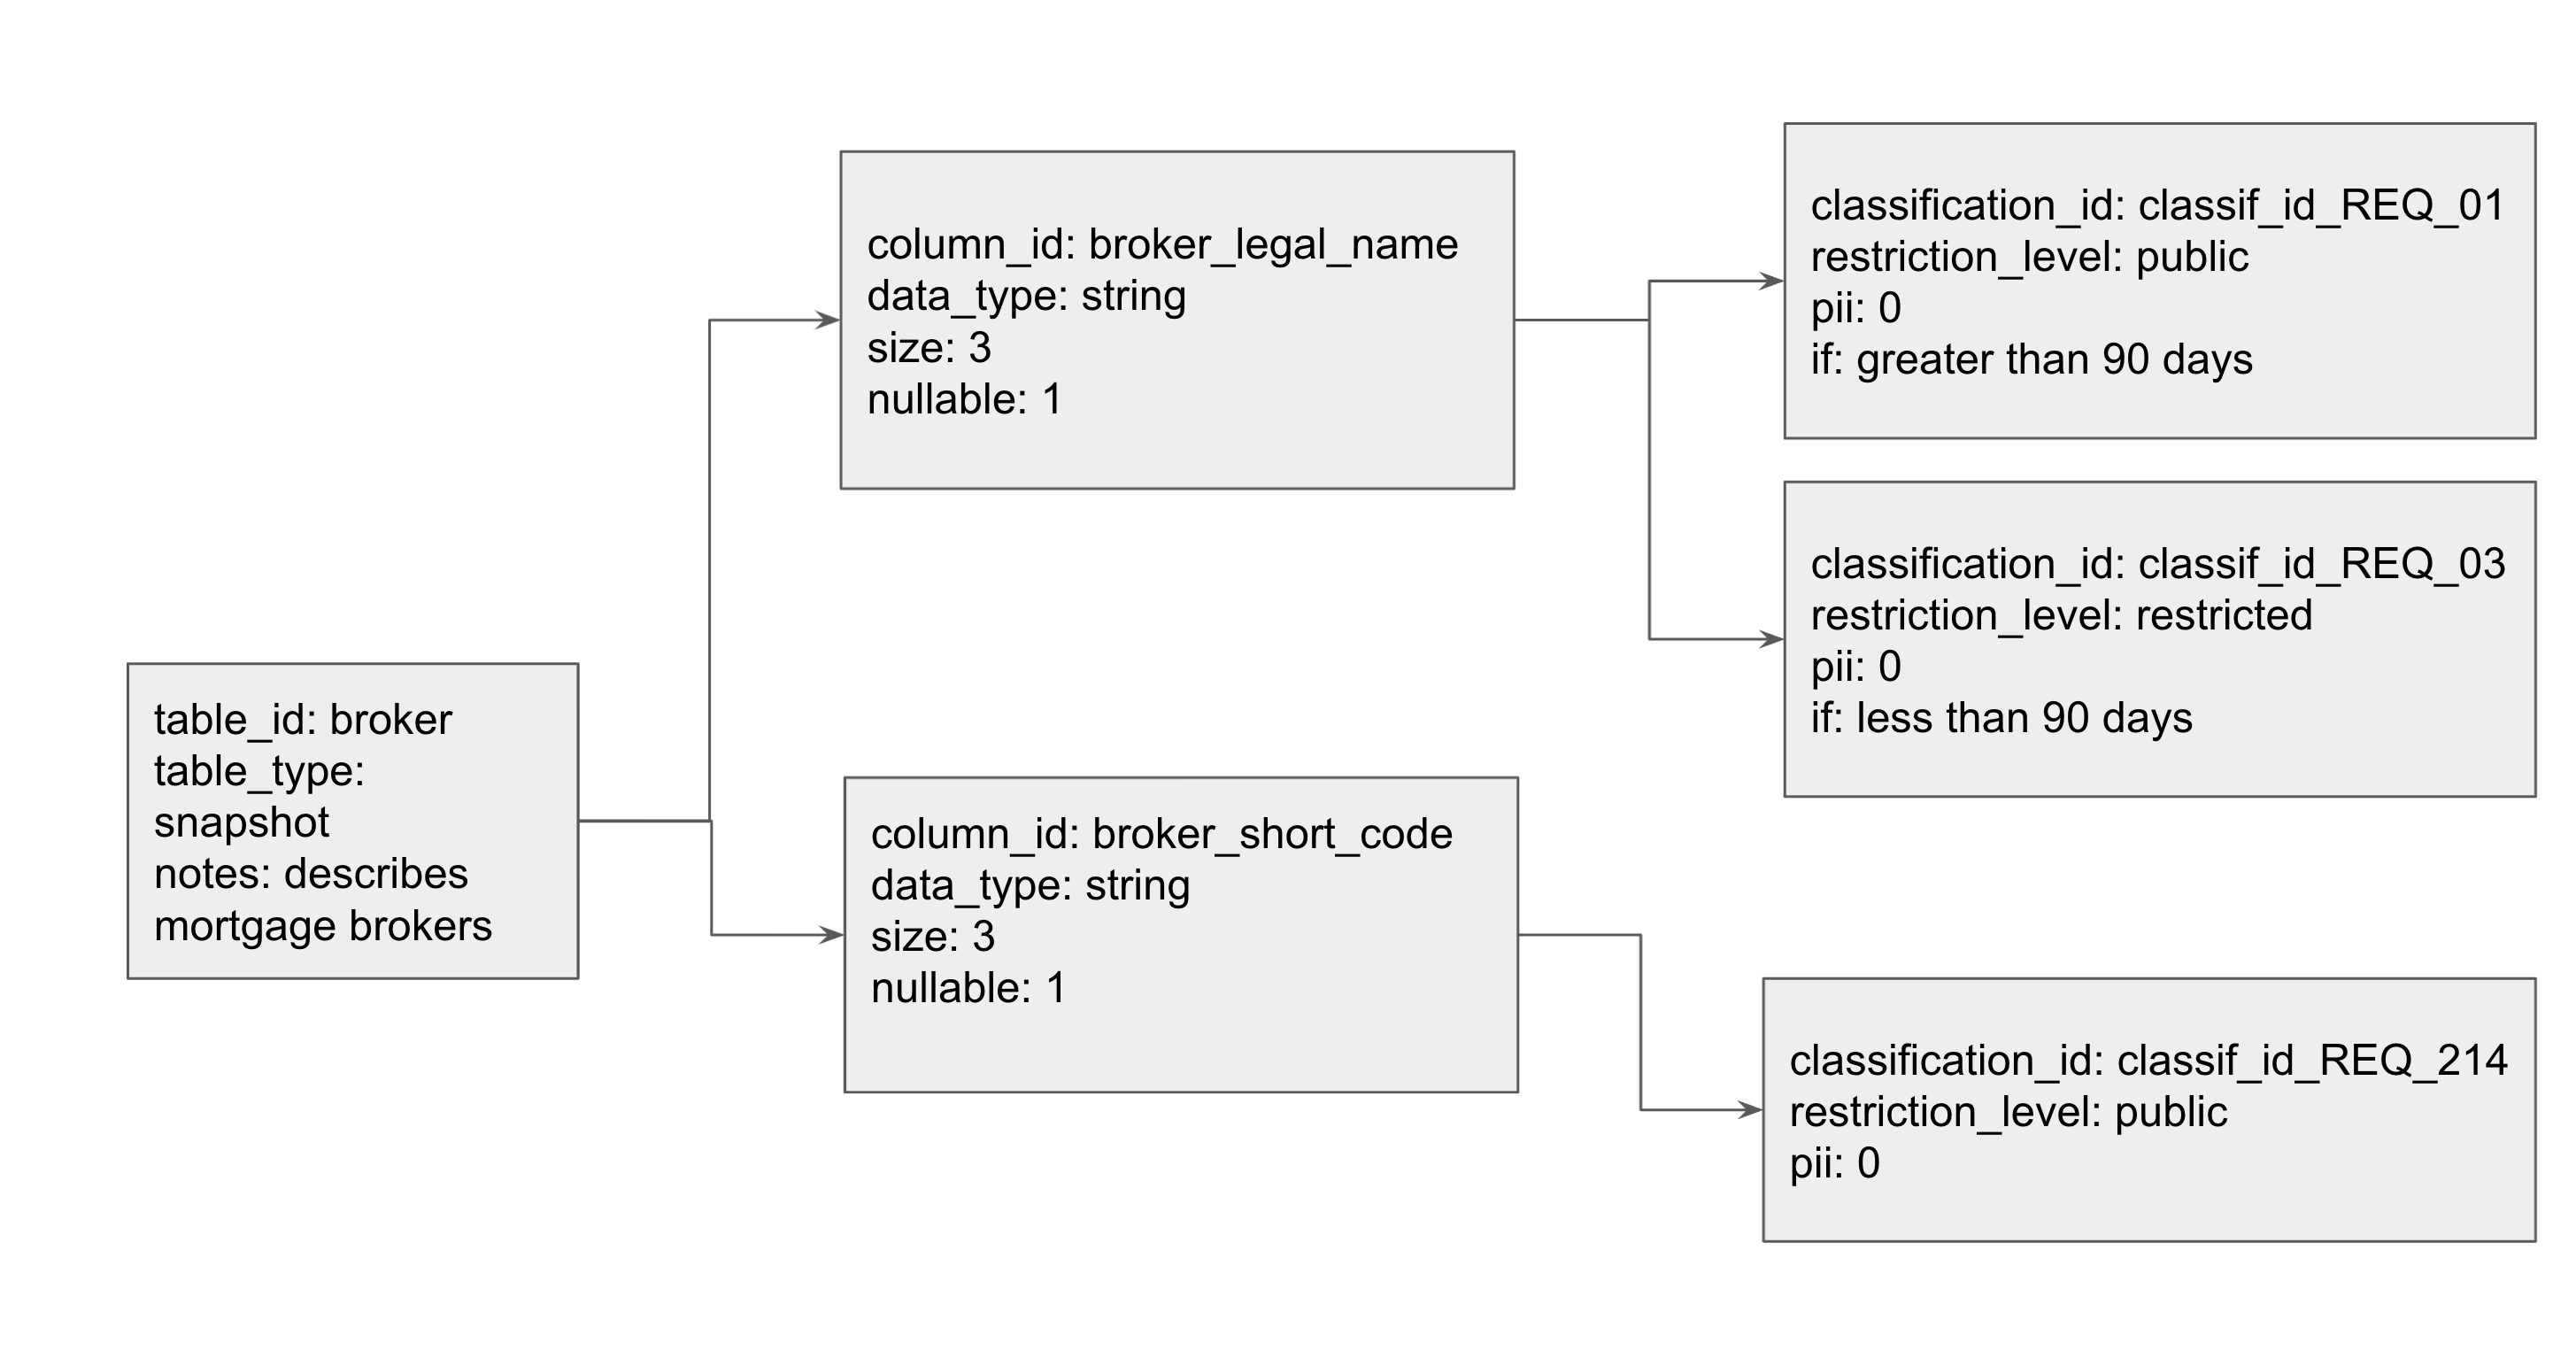 table_id: broker
table_type:
snapshot
notes: describes
mortgage brokers
column_id: broker_legal_name
data_type: string
size: 3
nullable: 1
column_id: broker_short_code
data_type: string
size: 3
nullable: 1
classification_id: classif_id_REQ_01
restriction_level: public
pii: 0
if: greater than 90 days
classification_id: classif_id_REQ_03
restriction_level: restricted
pii: 0
if: less than 90 days
classification_id: classif_id_REQ_214
restriction_level: public
pii: 0